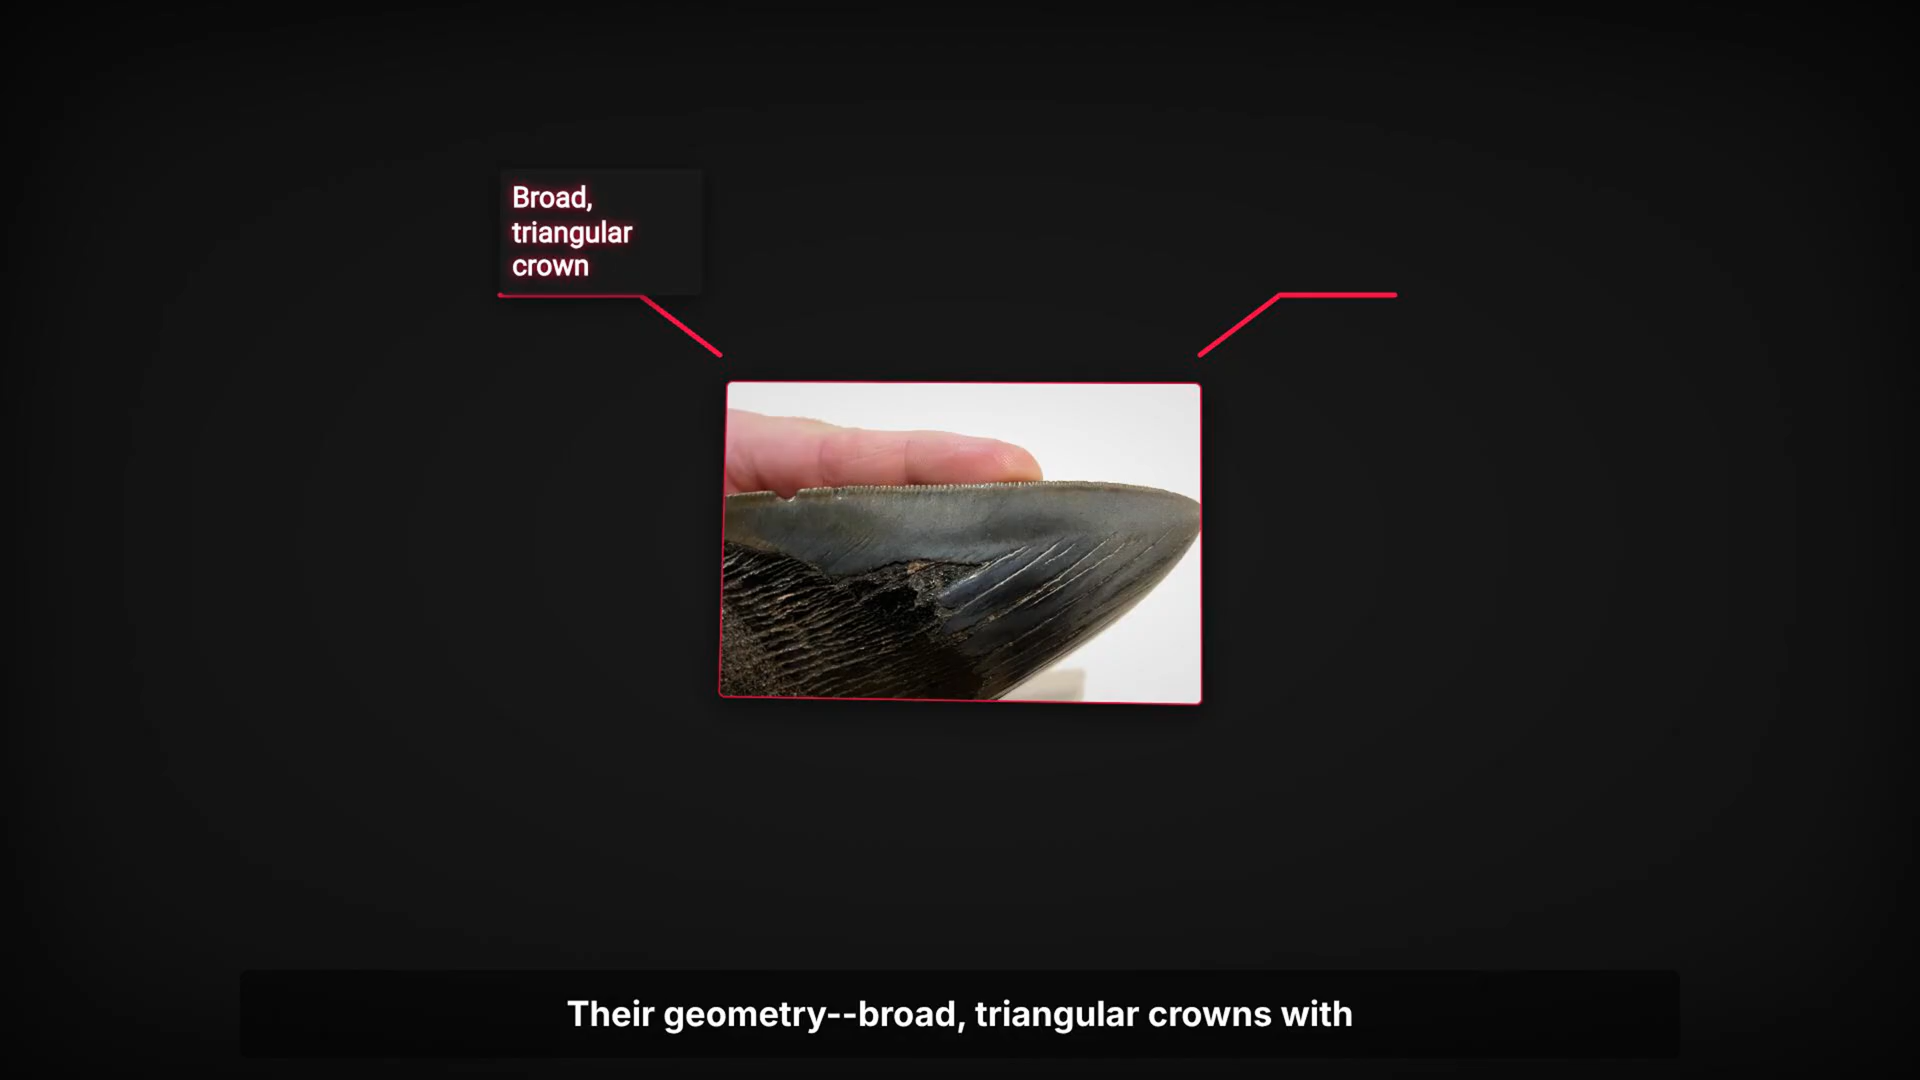 Broad,
triangular
crown
Their geometry--broad, triangular crowns with